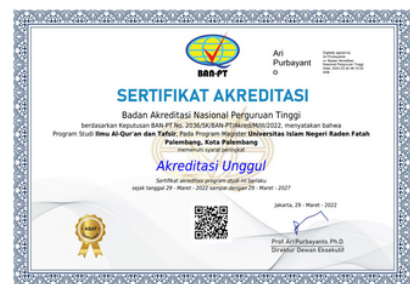 BAN-PT
Ari
Purbayant
o
SERTIFIKAT AKREDITASI
Badan Akreditasi Nasional Perguruan Tinggi
berdasarkan Keputusan BAN-PT No. 2036/SK/BAN-PT/Akred/M/III/2022, menyatakan bahwa
Program Studi Ilmu Al-Qur'an dan Tafsir, Pada Program Magister Universitas Islam Negeri Raden Fatah
Palembang, Kota Palembang
memenuhi syarat peringkat
Akreditasi Unggul
Sertifikat akreditasi program studi ini berlaku
sejak tanggal 29 - Maret - 2022 sampai dengan 29 - Maret - 2027
Jakarta, 29 - Maret - 2022
Prof. Ari Purbayanto, Ph.D
Direktur Dewan Eksekutif